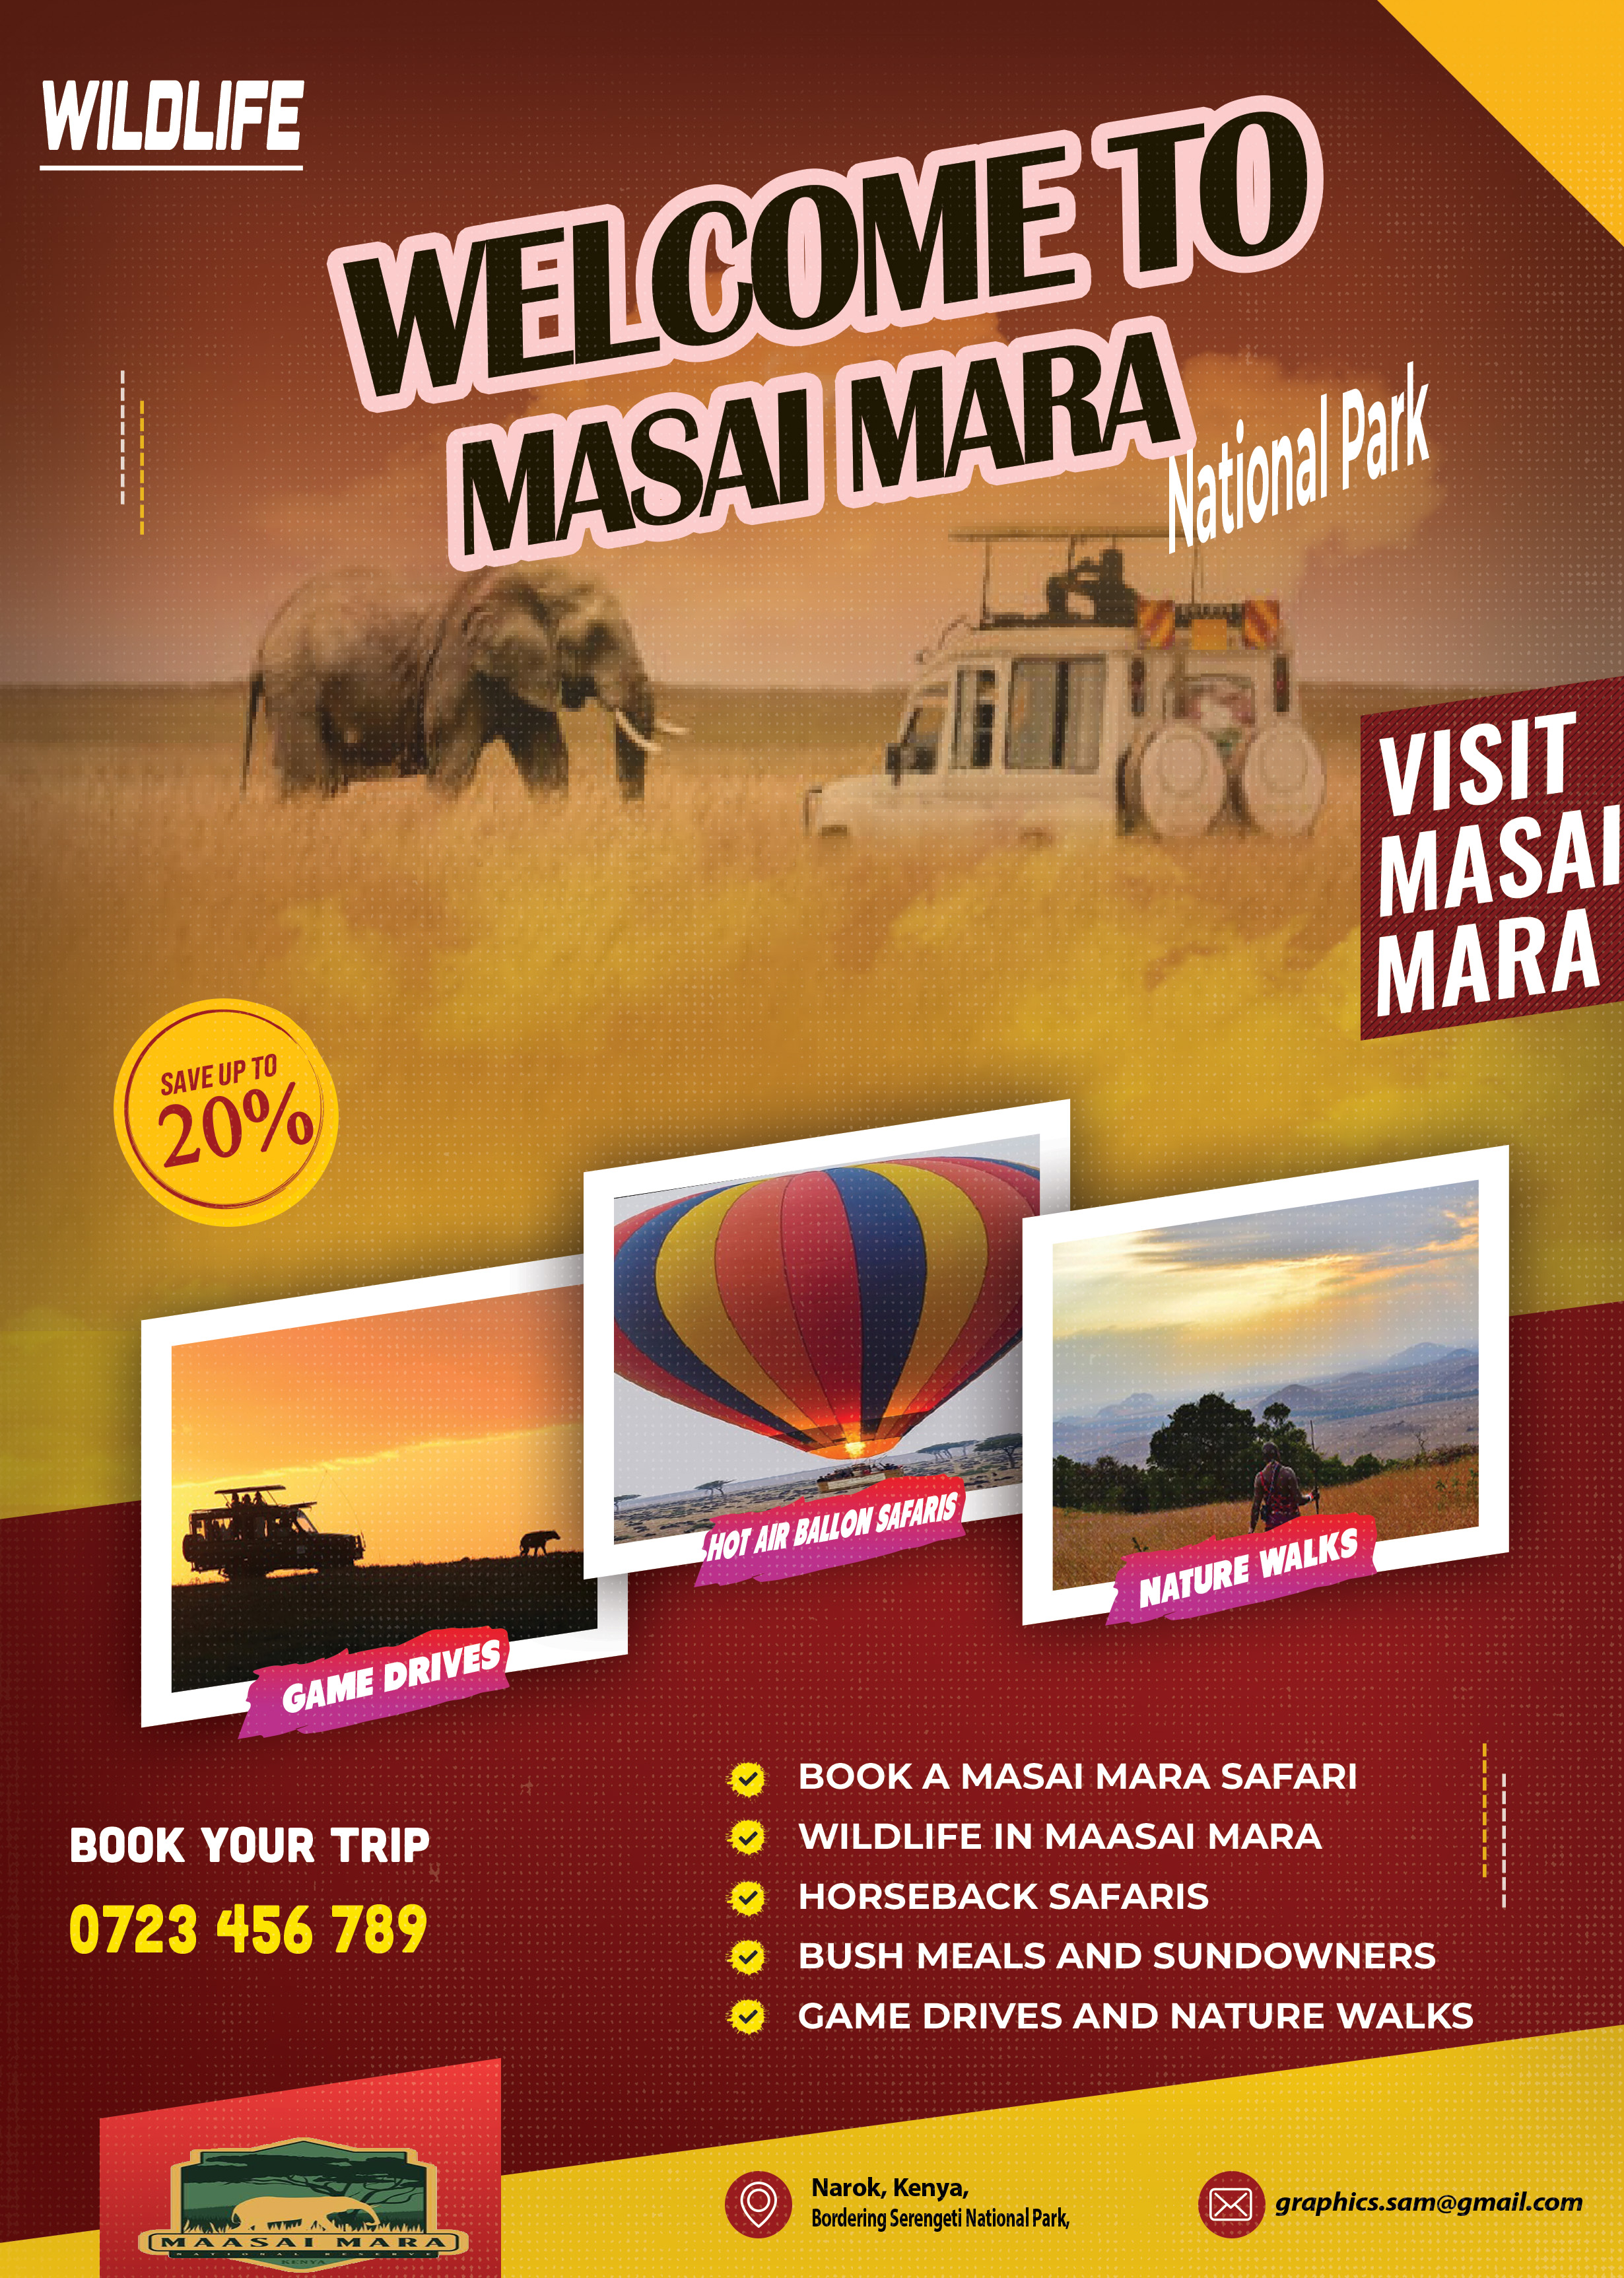 WILDLIFE
WELCOME TO
MASAI MARA
National Park
VISIT
MASAI
MARA
SAVE UP TO
20%
HOT AIR BALLON SAFARIS
NATURE WALKS
GAME DRIVES
BOOK A MASAI MARA SAFARI
WILDLIFE IN MAASAI MARA
HORSEBACK SAFARIS
BUSH MEALS AND SUNDOWNERS
GAME DRIVES AND NATURE WALKS
BOOK YOUR TRIP
0723 456 789
MAASAI MARA
NATIONAL RESERVE
KENYA
Narok, Kenya,
Bordering Serengeti National Park,
graphics.sam@gmail.com